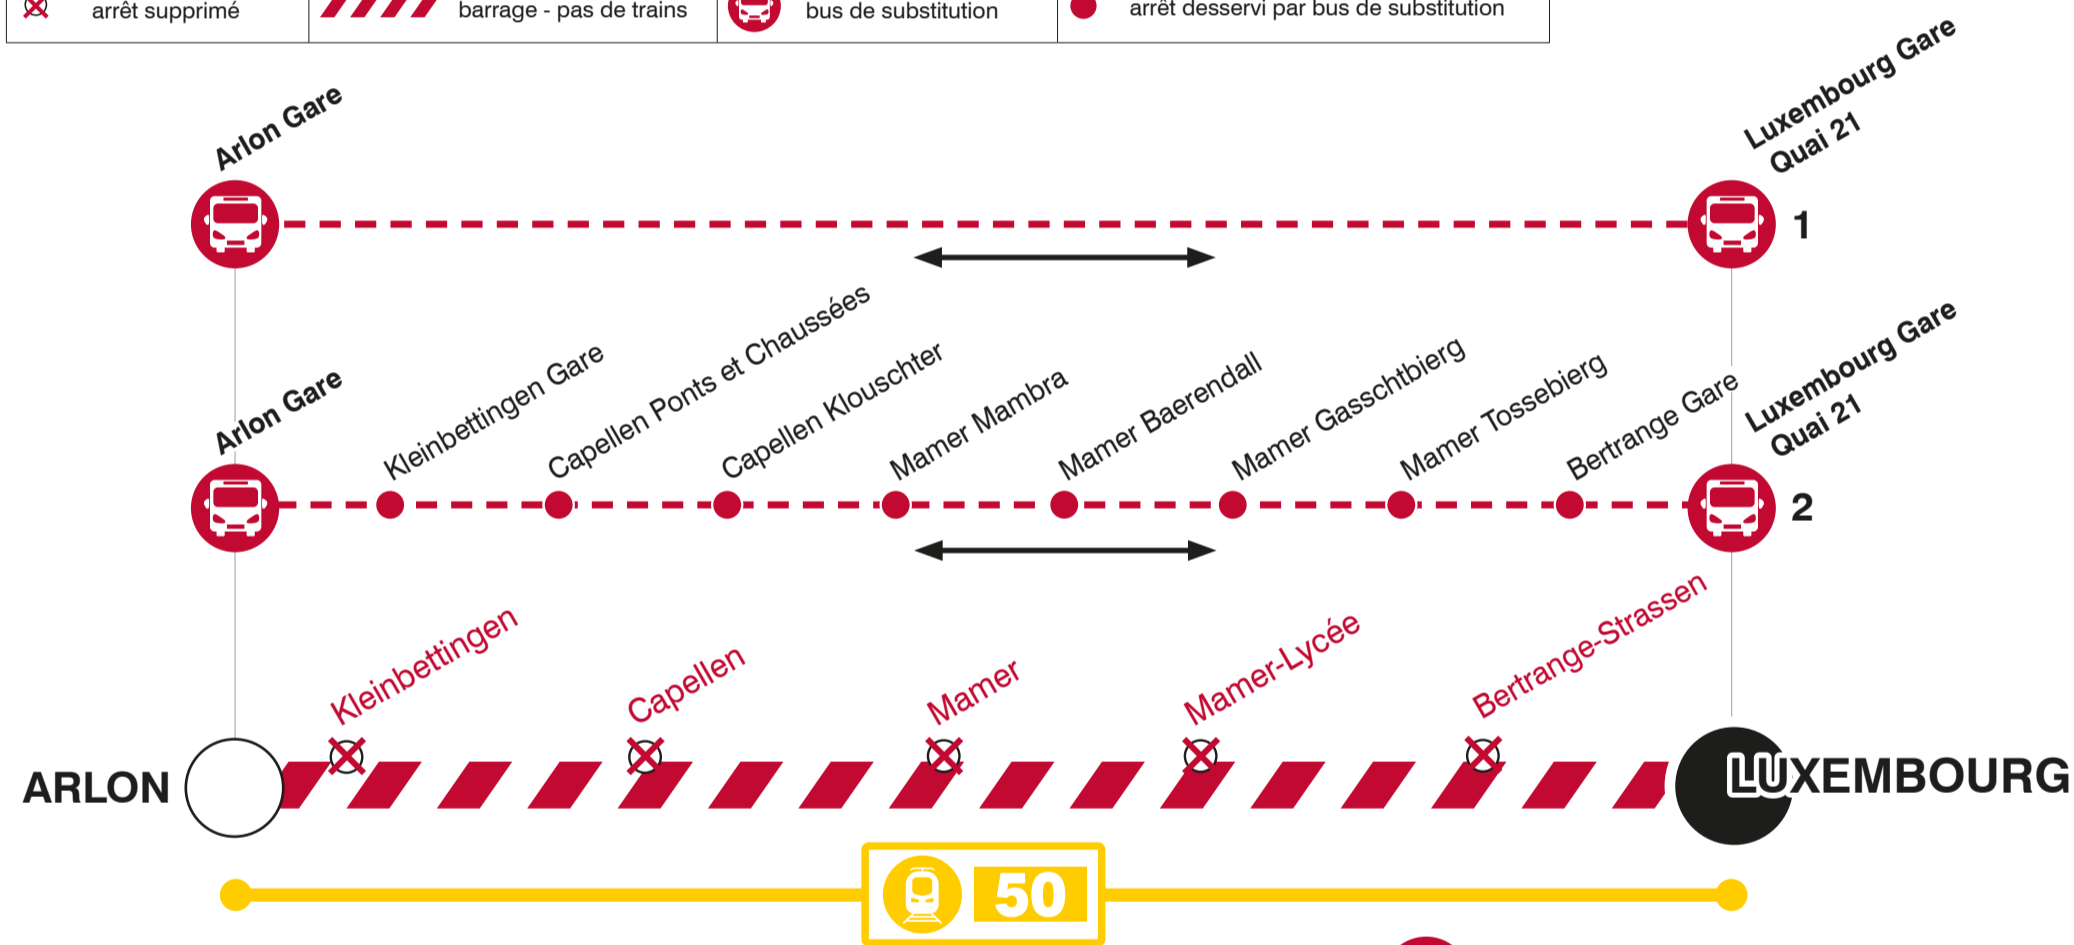 arrêt supprimé
barrage - pas de trains
bus de substitution
arrêt desservi par bus de substitution
Arlon Gare
Luxembourg Gare
Quai 21
1
Arlon Gare
Kleinbettingen Gare
Capellen Ponts et Chaussées
Capellen Klouschter
Mamer Mambra
Mamer Baerendall
Mamer Gasschtbierg
Mamer Tossebierg
Bertrange Gare
Luxembourg Gare
Quai 21
2
Kleinbettingen
Capellen
Mamer
Mamer-Lycée
Bertrange-Strassen
ARLON
LUXEMBOURG
50